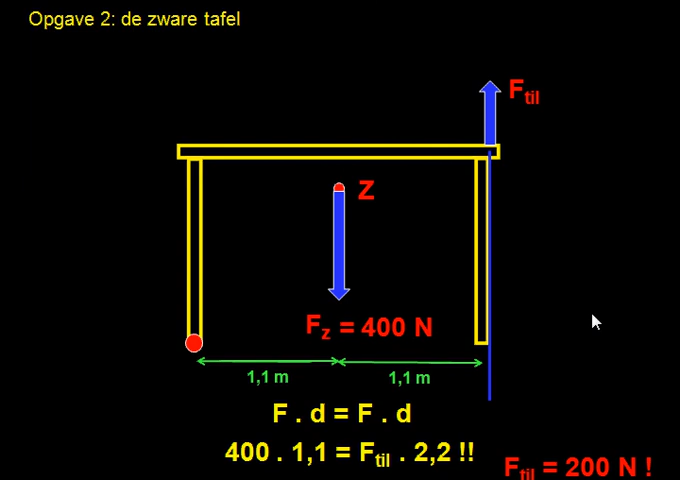 Opgave 2: de zware tafel
Ftil
Z
Fz = 400 N
1,1 m
1,1 m
F . d = F . d
400 . 1,1 = Ftil . 2,2 !!
Ftil = 200 N !